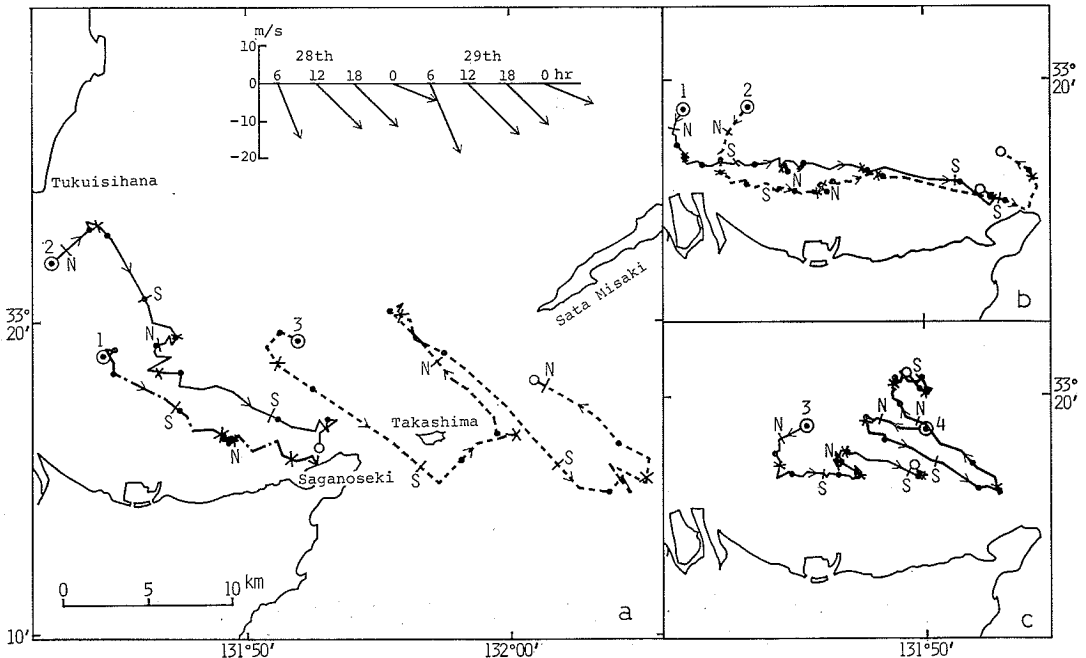 m/s
10
0
-10
-20
28th
29th
6 12 18 0 6 12 18 0 hr
Tukuisihana
2
N
S
N
1
S
N
3
S
N
S
N
Takashima
Sata Misaki
Saganoseki
33°
20'
10'
0 5 10 km
131°50'
132°00'
a
1
2
N
N
S
S
N
N
S
S
33°
20'
b
S
3
N
N
N
4
N
S
S
S
33°
20'
131°50'
c